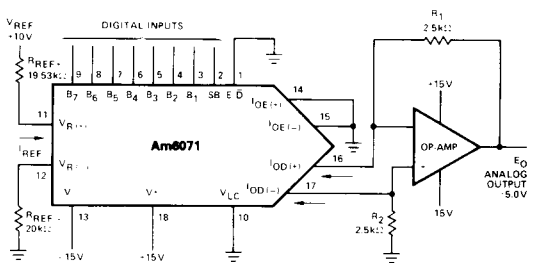 DIGITAL INPUTS
VREF
+10V
RREF+
19.53kΩ
9 8 7 6 5 4 3 2 1
B7 B6 B5 B4 B3 B2 B1 SB E/D̅
11
VR(+)
IREF
12
VR(−)
RREF−
20kΩ
Am6071
V− V+ VLC
13 18 10
-15V +15V
IOE(+) 14
IOE(−) 15
IOD(+) 16
IOD(−) 17
R1
2.5kΩ
+15V
OP-AMP
15V
R2
2.5kΩ
EO
ANALOG
OUTPUT
5.0V